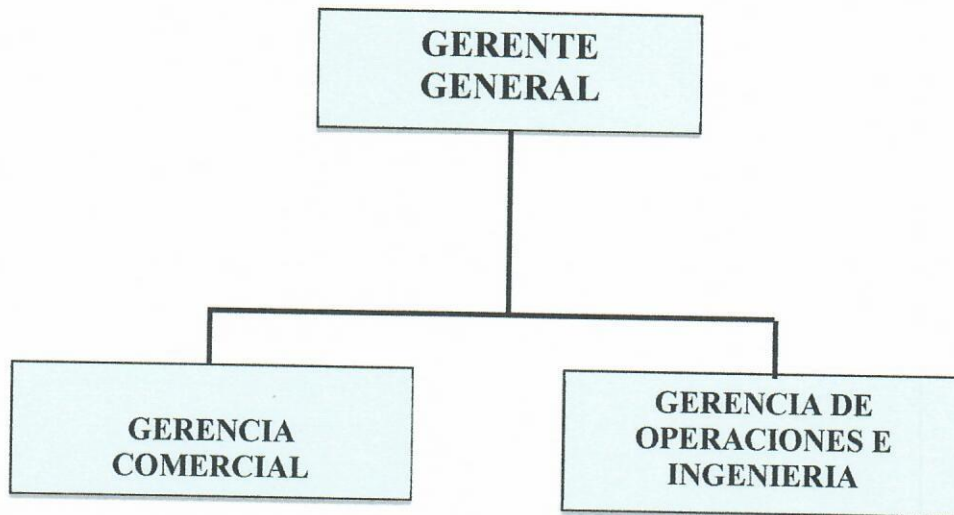 GERENTE
GENERAL
GERENCIA
COMERCIAL
GERENCIA DE
OPERACIONES E
INGENIERIA